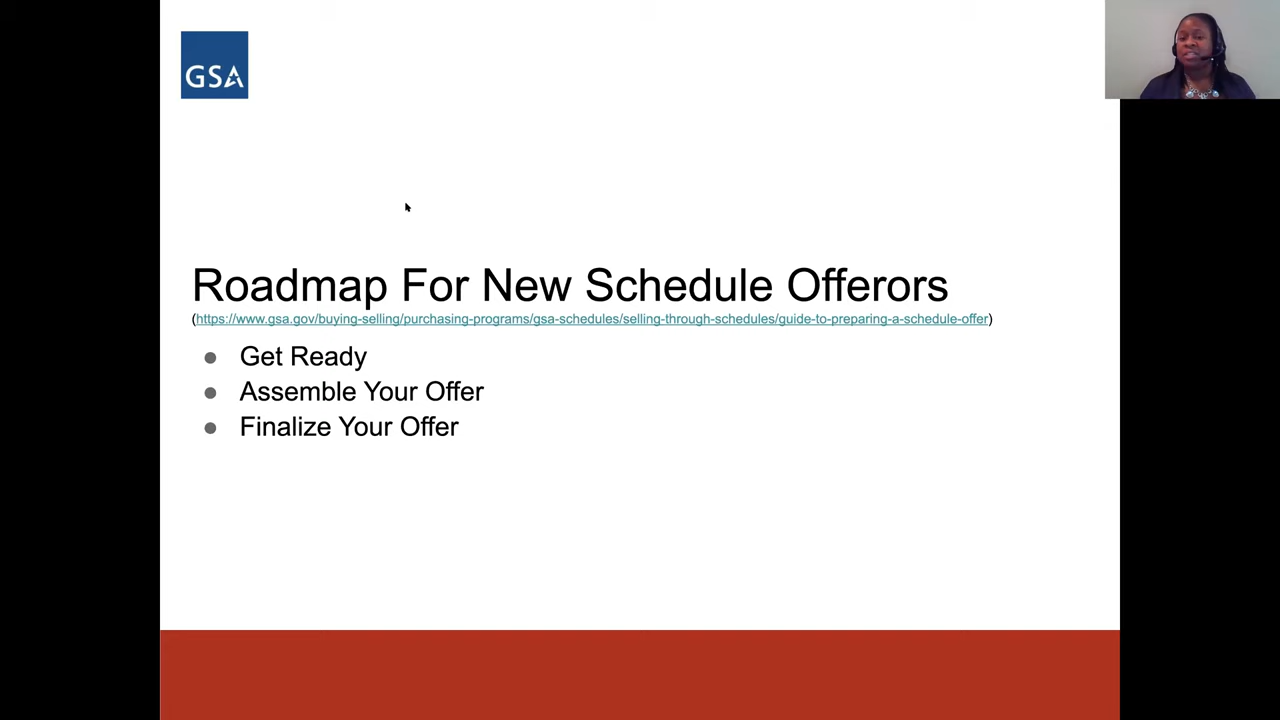 GSA
Roadmap For New Schedule Offerors
(https://www.gsa.gov/buying-selling/purchasing-programs/gsa-schedules/selling-through-schedules/guide-to-preparing-a-schedule-offer)
● Get Ready
● Assemble Your Offer
● Finalize Your Offer